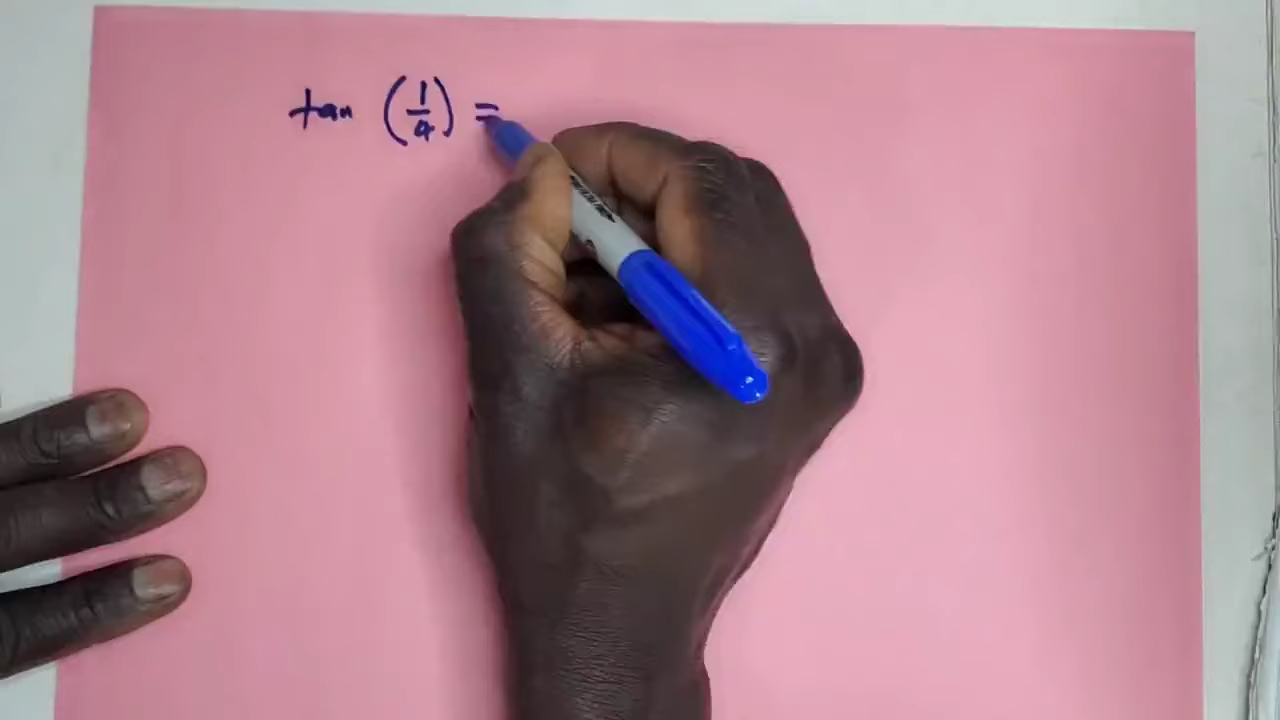 tan (1/4) =